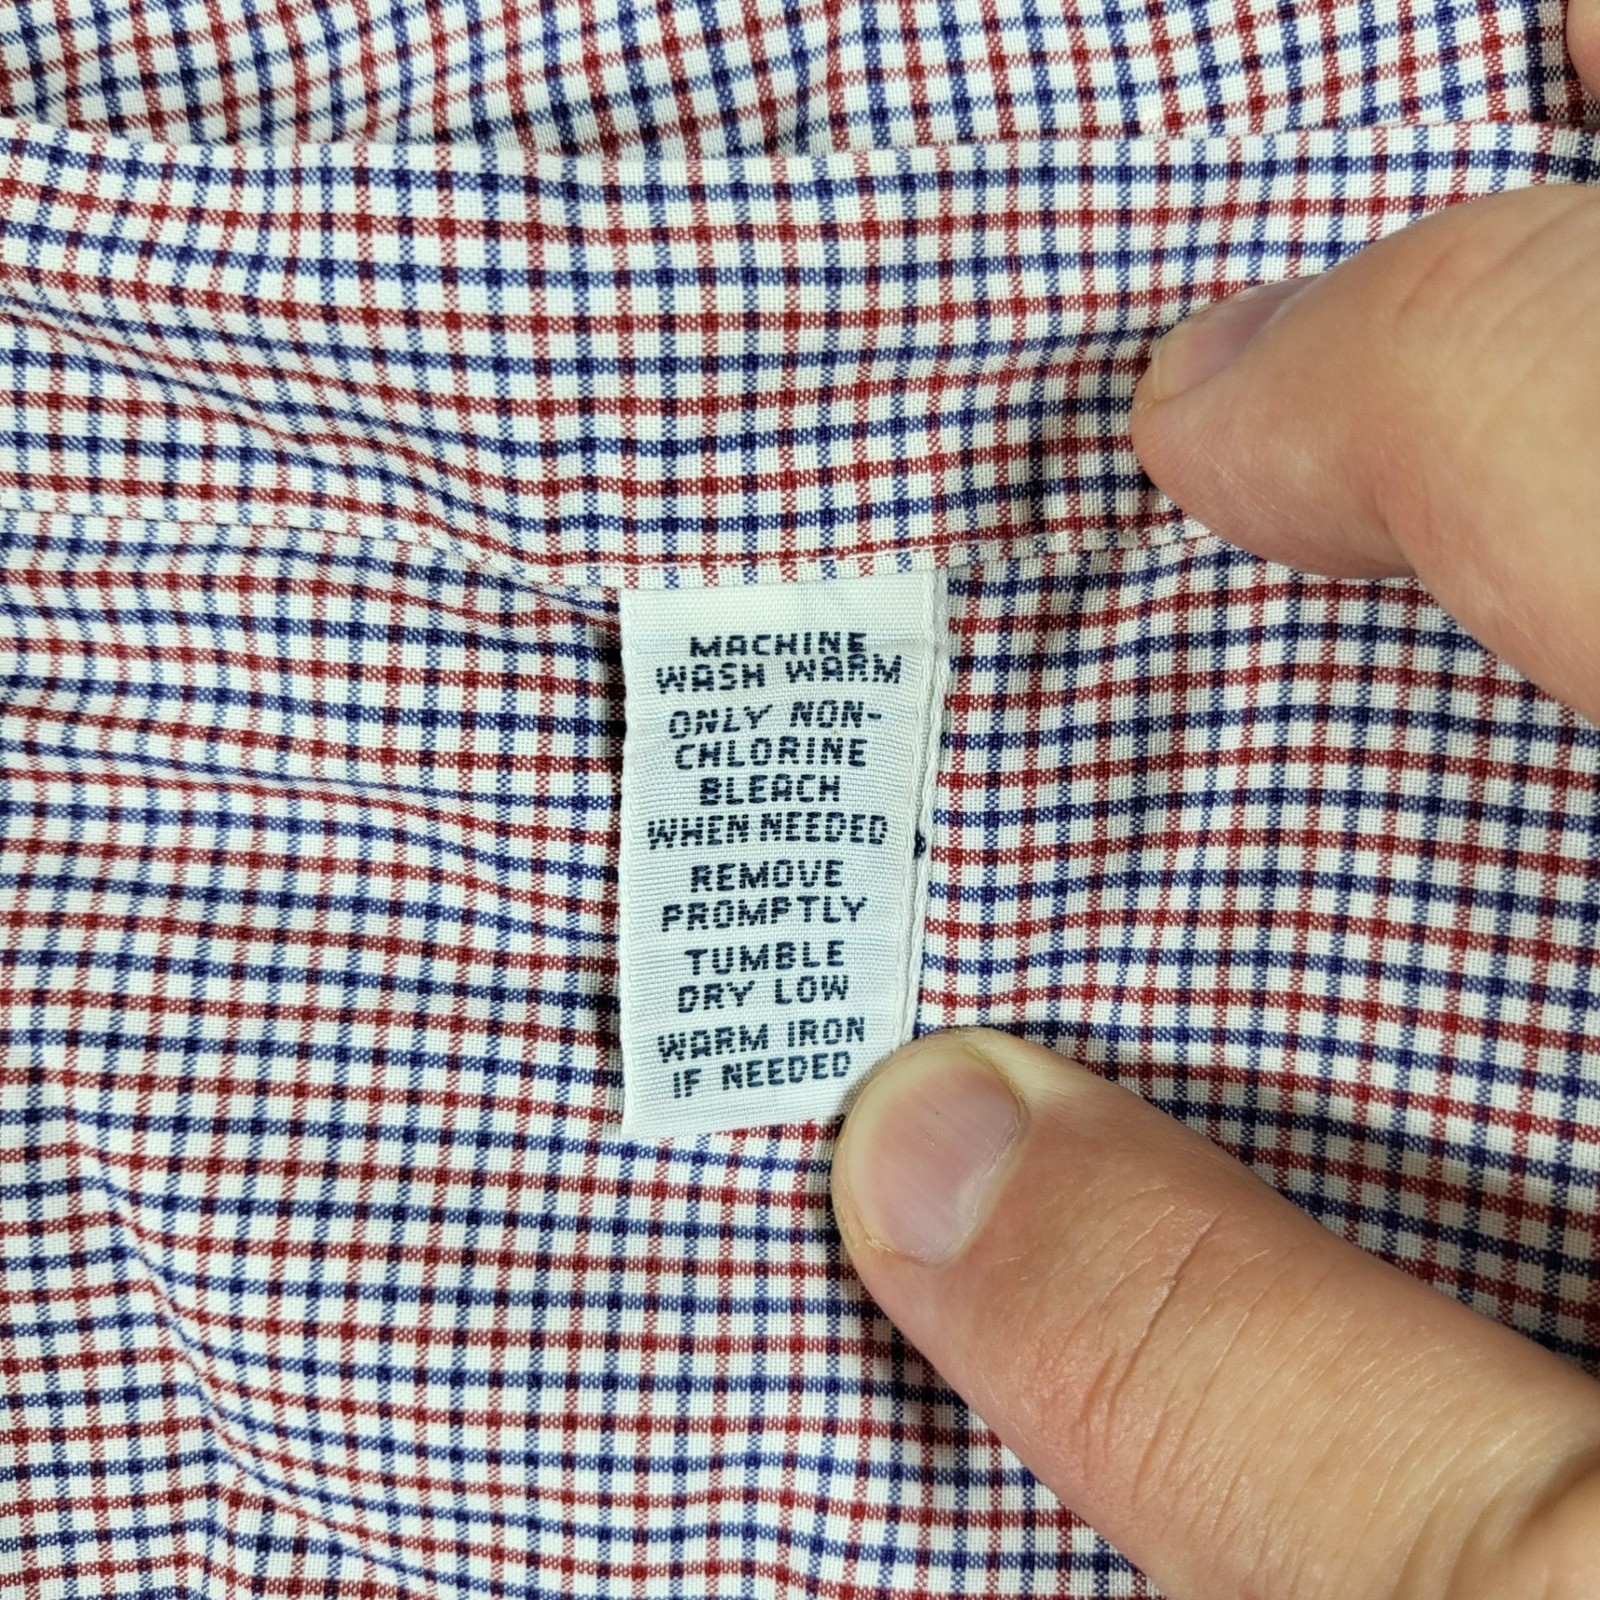 MACHINE
WASH WARM
ONLY NON-
CHLORINE
BLEACH
WHEN NEEDED
REMOVE
PROMPTLY
TUMBLE
DRY LOW
WARM IRON
IF NEEDED